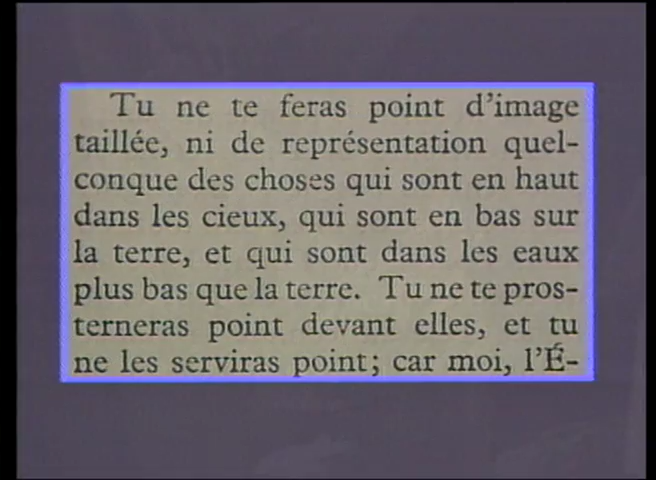 Tu ne te feras point d'image
taillée, ni de représentation quel-
conque des choses qui sont en haut
dans les cieux, qui sont en bas sur
la terre, et qui sont dans les eaux
plus bas que la terre. Tu ne te pros-
terneras point devant elles, et tu
ne les serviras point; car moi, l'É-